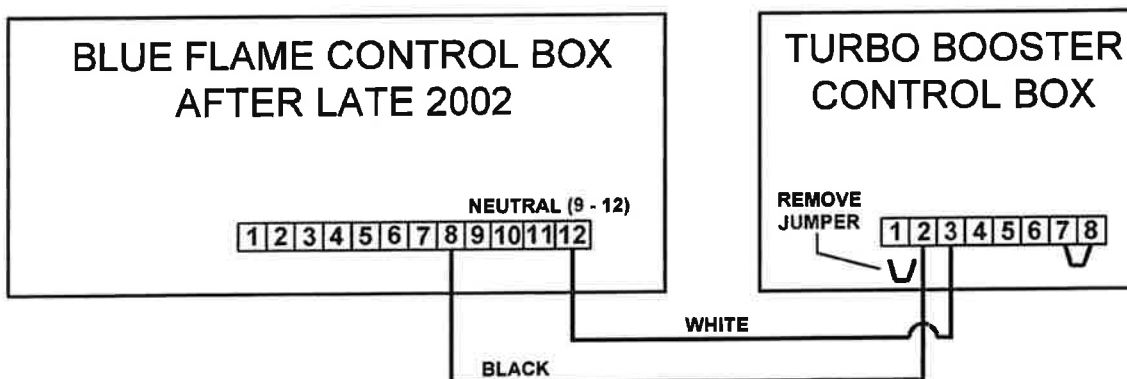 BLUE FLAME CONTROL BOX
AFTER LATE 2002
NEUTRAL (9 - 12)
1 2 3 4 5 6 7 8 9 10 11 12
TURBO BOOSTER
CONTROL BOX
REMOVE
JUMPER
1 2 3 4 5 6 7 8
WHITE
BLACK